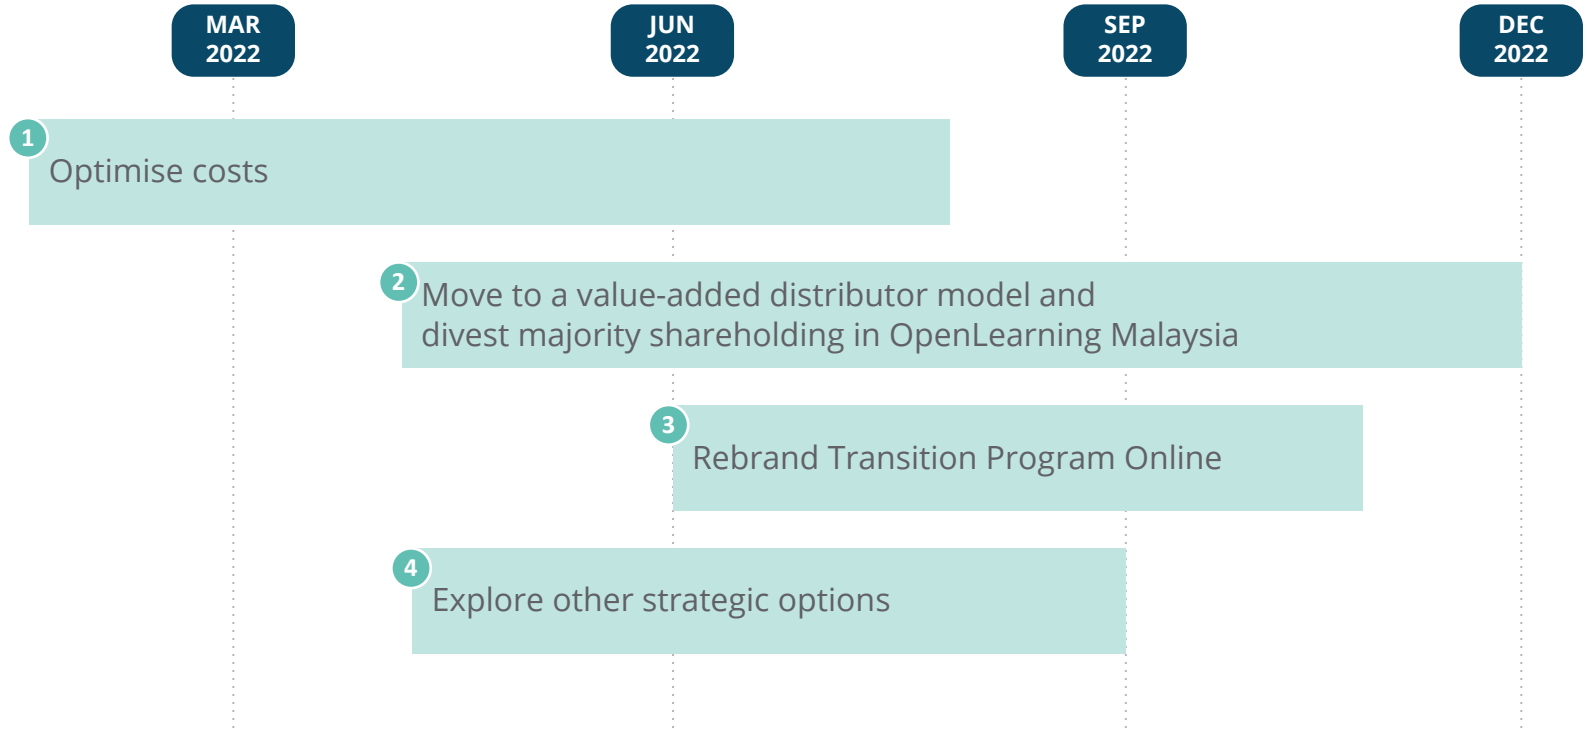 MAR
2022
JUN
2022
SEP
2022
DEC
2022
1
Optimise costs
2
Move to a value-added distributor model and
divest majority shareholding in OpenLearning Malaysia
3
Rebrand Transition Program Online
4
Explore other strategic options